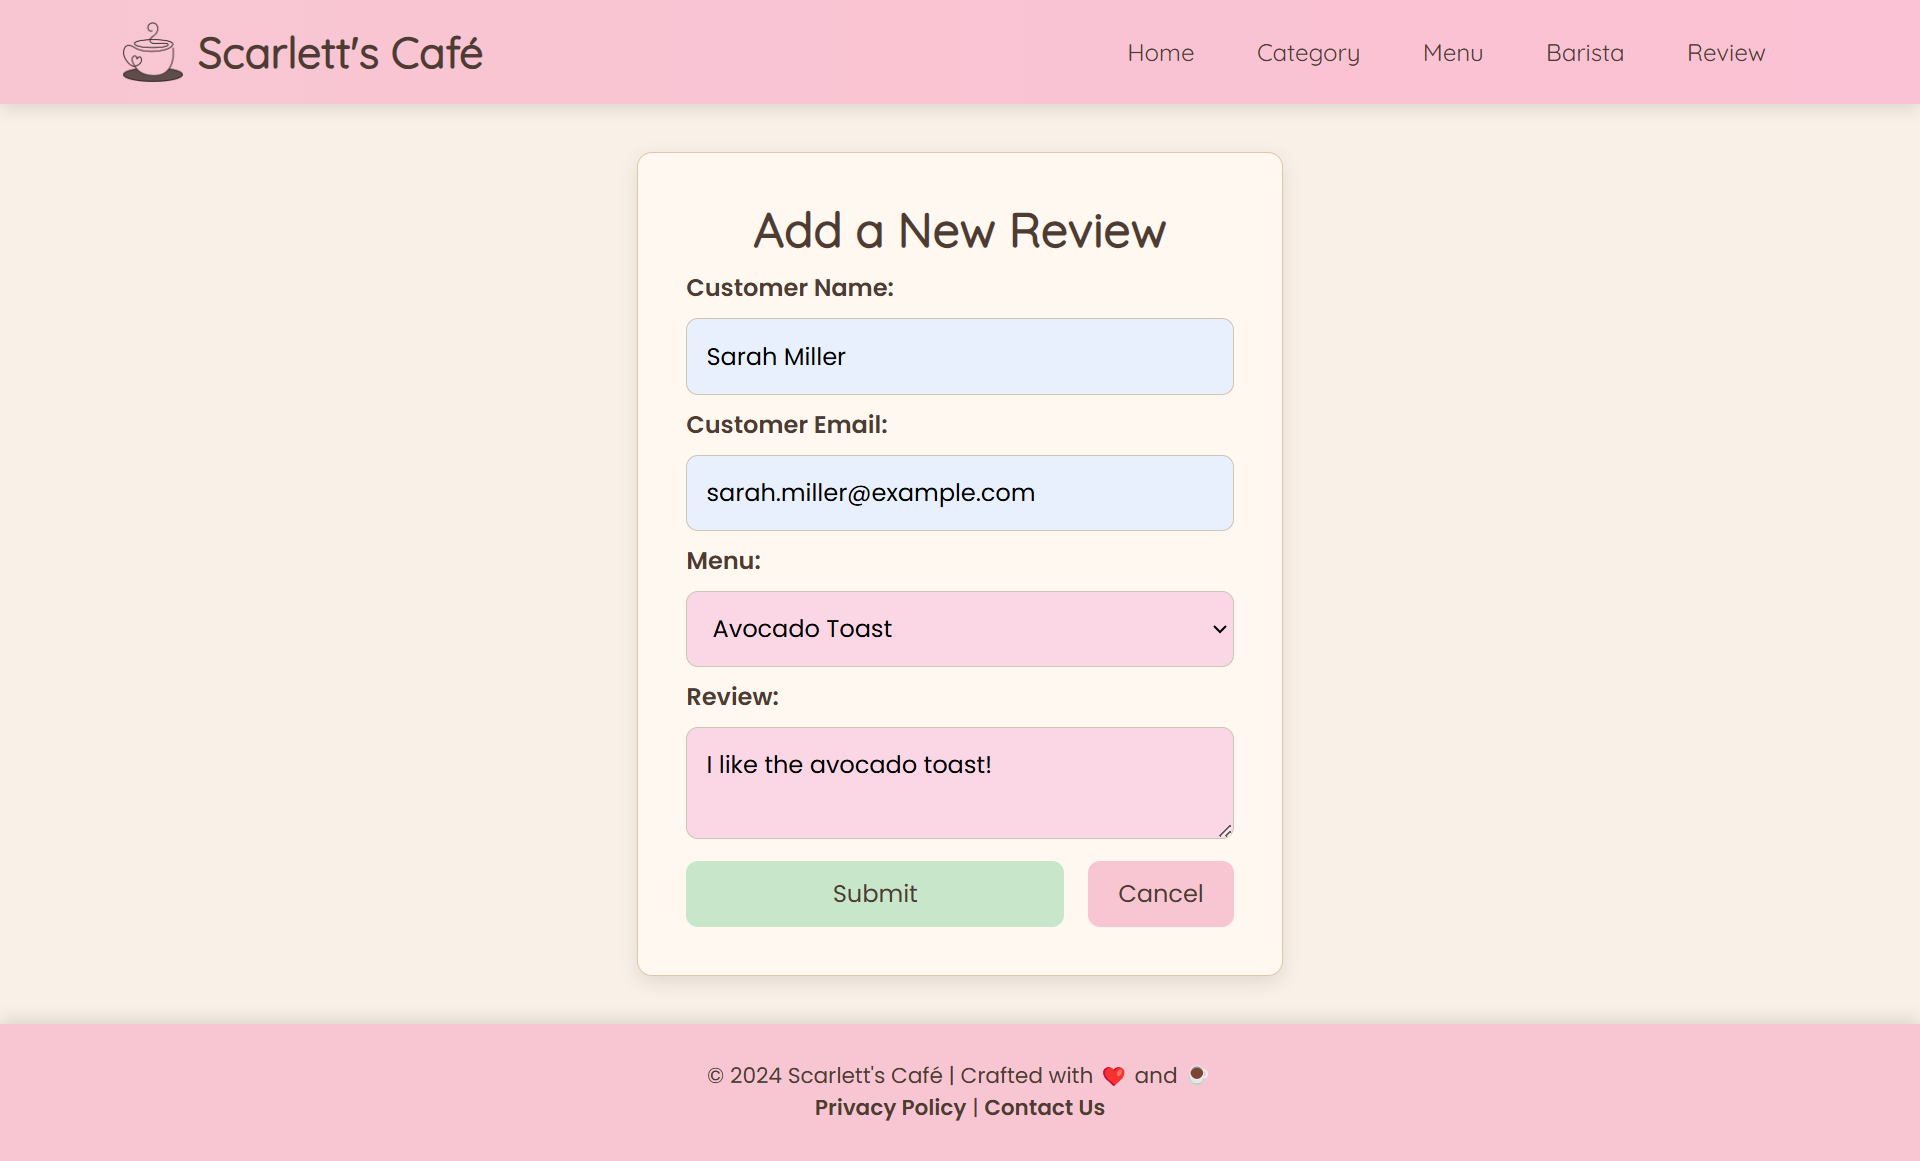 Scarlett's Café
Home Category Menu Barista Review
Add a New Review
Customer Name:
Sarah Miller
Customer Email:
sarah.miller@example.com
Menu:
Avocado Toast
Review:
I like the avocado toast!
Submit Cancel
© 2024 Scarlett's Café | Crafted with ❤️ and ☕
Privacy Policy | Contact Us